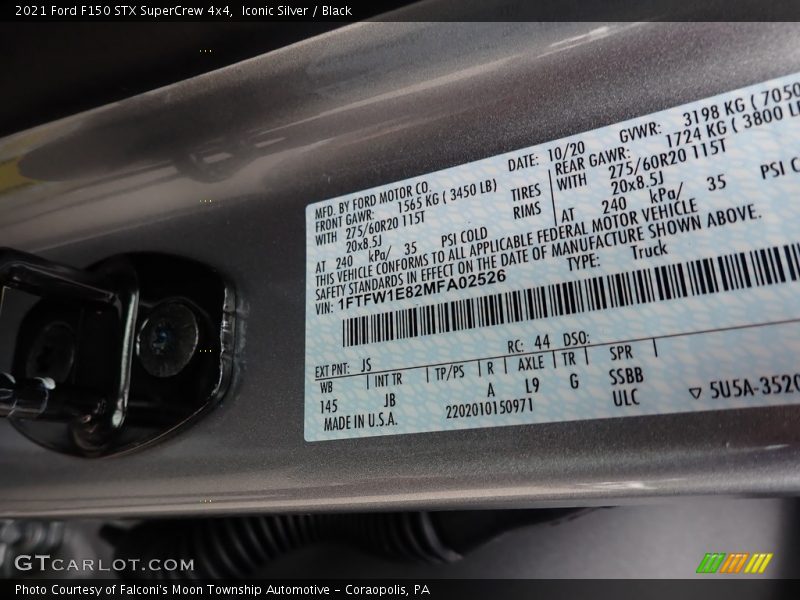 2021 Ford F150 STX SuperCrew 4x4, Iconic Silver / Black
MFD. BY FORD MOTOR CO.
DATE: 10/20 GVWR: 3198 KG ( 7050
FRONT GAWR: 1565 KG ( 3450 LB)
REAR GAWR: 1724 KG ( 3800 LB
WITH 275/60R20 115T TIRES WITH 275/60R20 115T
20x8.5J RIMS 20x8.5J
AT 240 kPa/ 35 PSI COLD AT 240 kPa/ 35 PSI C
THIS VEHICLE CONFORMS TO ALL APPLICABLE FEDERAL MOTOR VEHICLE
SAFETY STANDARDS IN EFFECT ON THE DATE OF MANUFACTURE SHOWN ABOVE.
VIN: 1FTFW1E82MFA02526 TYPE: Truck
EXT PNT: JS RC: 44 DSO:
WB INT TR TP/PS R AXLE TR SPR
145 JB A L9 G SSBB
MADE IN U.S.A. 2202010150971 ULC ▽ 5U5A-3520
GTCARLOT.COM
Photo Courtesy of Falconi's Moon Township Automotive – Coraopolis, PA